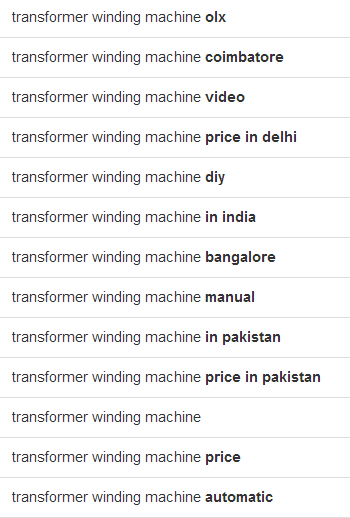 transformer winding machine olx
transformer winding machine coimbatore
transformer winding machine video
transformer winding machine price in delhi
transformer winding machine diy
transformer winding machine in india
transformer winding machine bangalore
transformer winding machine manual
transformer winding machine in pakistan
transformer winding machine price in pakistan
transformer winding machine
transformer winding machine price
transformer winding machine automatic